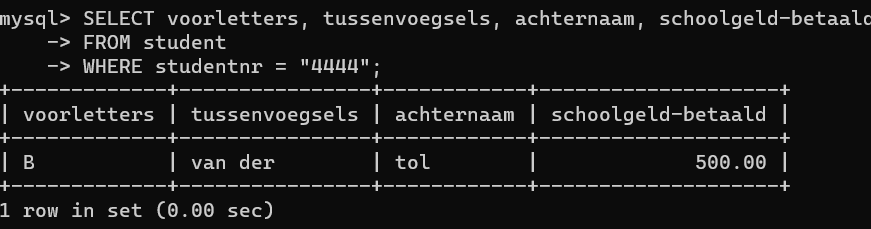 mysql> SELECT voorletters, tussenvoegsels, achternaam, schoolgeld-betaald
    -> FROM student
    -> WHERE studentnr = "4444";
+-------------+----------------+------------+--------------------+
| voorletters | tussenvoegsels | achternaam | schoolgeld-betaald |
+-------------+----------------+------------+--------------------+
| B           | van der        | tol        |             500.00 |
+-------------+----------------+------------+--------------------+
1 row in set (0.00 sec)